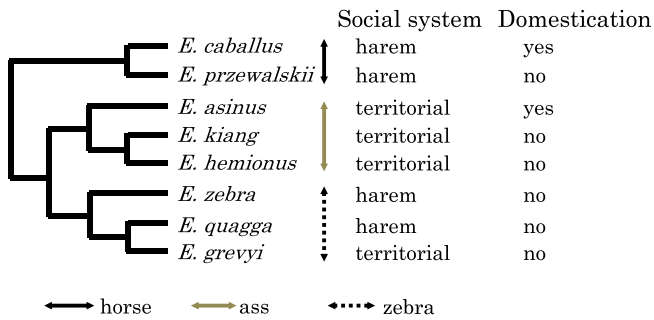 Social system Domestication
E. caballus harem yes
E. przewalskii harem no
E. asinus territorial yes
E. kiang territorial no
E. hemionus territorial no
E. zebra harem no
E. quagga harem no
E. grevyi territorial no
horse ass zebra